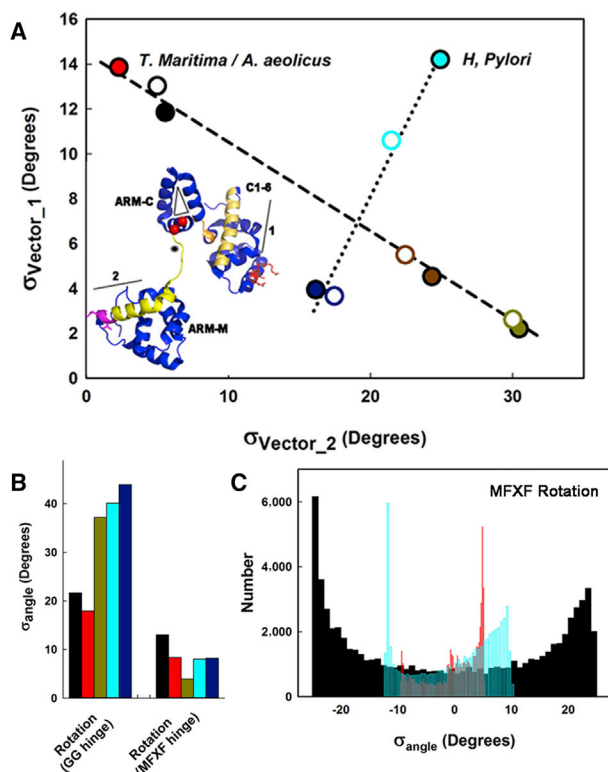 A
T. Maritima / A. aeolicus
H, Pylori
16
14
12
10
8
6
4
2
0
σVector_1 (Degrees)
ARM-C
C1-6
1
2
ARM-M
0
10
20
30
σVector_2 (Degrees)
B
σangle (Degrees)
40
30
20
10
0
Rotation
(GG hinge)
Rotation
(MFXF hinge)
C
MFXF Rotation
Number
6.000
4.000
2.000
0
-20
-10
0
10
20
σangle (Degrees)